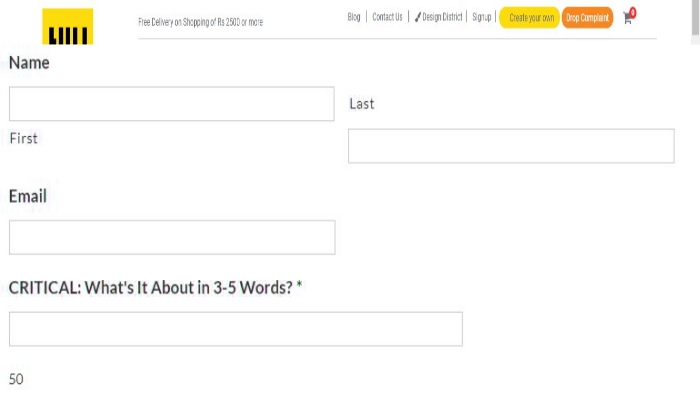 Free Delivery on Shopping of Rs 2500 or more
Blog | Contact Us | Design District | Signup | Create your own Drop Complaint 0
Name
Last
First
Email
CRITICAL: What's It About in 3-5 Words? *
50